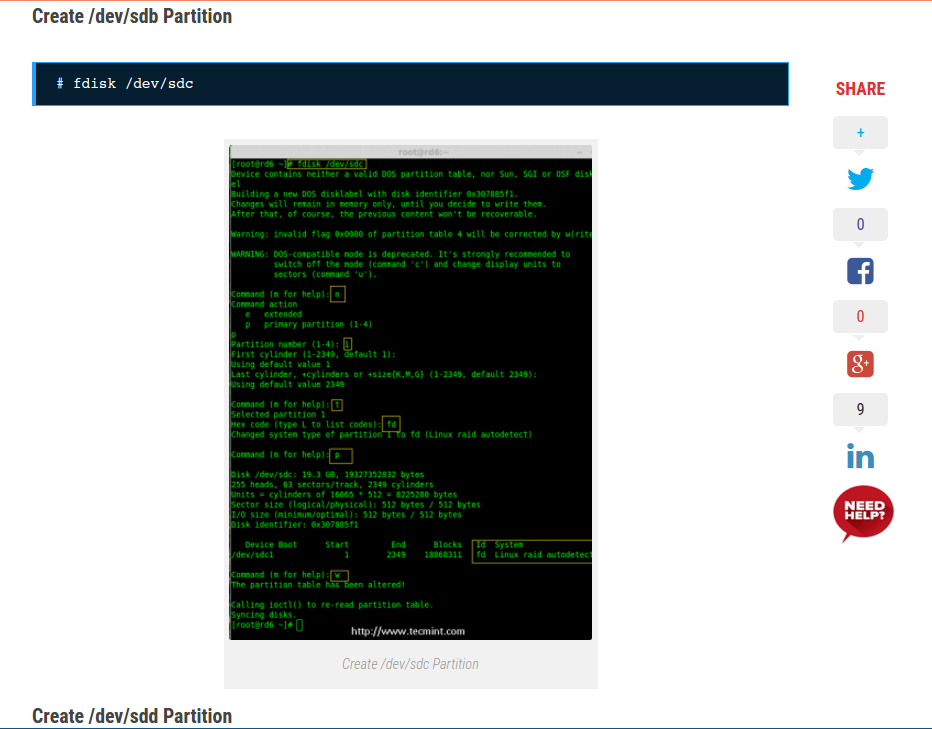 Create /dev/sdb Partition
# fdisk /dev/sdc
SHARE
+
0
0
9
NEED
HELP?
root@rd6:~
[root@rd6 ~]# fdisk /dev/sdc
Device contains neither a valid DOS partition table, nor Sun, SGI or OSF disk
el
Building a new DOS disklabel with disk identifier 0x307885f1.
Changes will remain in memory only, until you decide to write them.
After that, of course, the previous content won't be recoverable.
Warning: invalid flag 0x0000 of partition table 4 will be corrected by w(rite
WARNING: DOS-compatible mode is deprecated. It's strongly recommended to
switch off the mode (command 'c') and change display units to
sectors (command 'u').
Command (m for help): n
Command action
e   extended
p   primary partition (1-4)
p
Partition number (1-4): 1
First cylinder (1-2349, default 1):
Using default value 1
Last cylinder, +cylinders or +size{K,M,G} (1-2349, default 2349):
Using default value 2349
Command (m for help): t
Selected partition 1
Hex code (type L to list codes): fd
Changed system type of partition 1 to fd (Linux raid autodetect)
Command (m for help): p
Disk /dev/sdc: 19.3 GB, 19327352832 bytes
255 heads, 63 sectors/track, 2349 cylinders
Units = cylinders of 16065 * 512 = 8225280 bytes
Sector size (logical/physical): 512 bytes / 512 bytes
I/O size (minimum/optimal): 512 bytes / 512 bytes
Disk identifier: 0x307885f1
Device Boot      Start         End      Blocks   Id  System
/dev/sdc1               1        2349    18868311   fd  Linux raid autodetect
Command (m for help): w
The partition table has been altered!
Calling ioctl() to re-read partition table.
Syncing disks.
[root@rd6 ~]#
http://www.tecmint.com
Create /dev/sdc Partition
Create /dev/sdd Partition